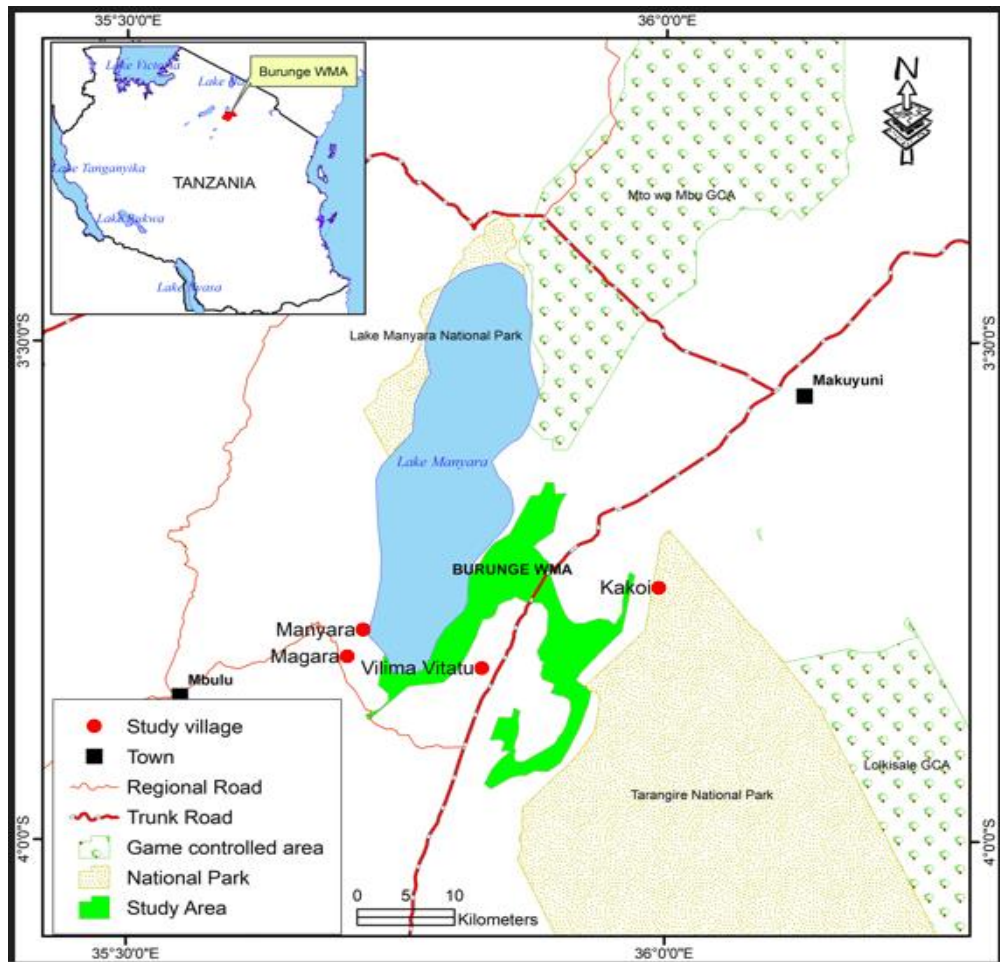 35°30'0"E
36°0'0"E
Lake Victoria
Burunge WMA
Lake Tanganyika
TANZANIA
Lake Rukwa
Lake Nyasa
N
Mto wa Mbu GCA
3°30'0"S
3°30'0"S
Lake Manyara National Park
Makuyuni
Lake Manyara
BURUNGE WMA
Kakoi
Manyara
Magara
Vilima Vitatu
Mbulu
Study village
Town
Regional Road
Trunk Road
Game controlled area
National Park
Study Area
Lolkisale GCA
Tarangire National Park
4°0'0"S
4°0'0"S
0 5 10
Kilometers
35°30'0"E
36°0'0"E